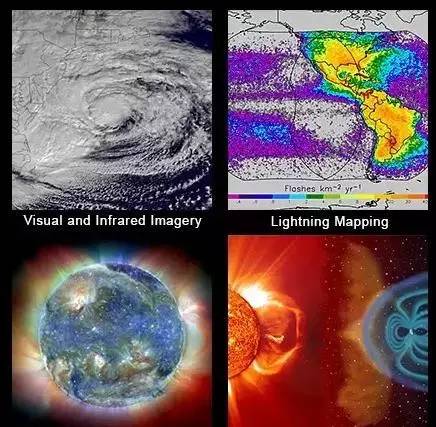 Visual and Infrared Imagery
Flashes km⁻² yr⁻¹
Lightning Mapping